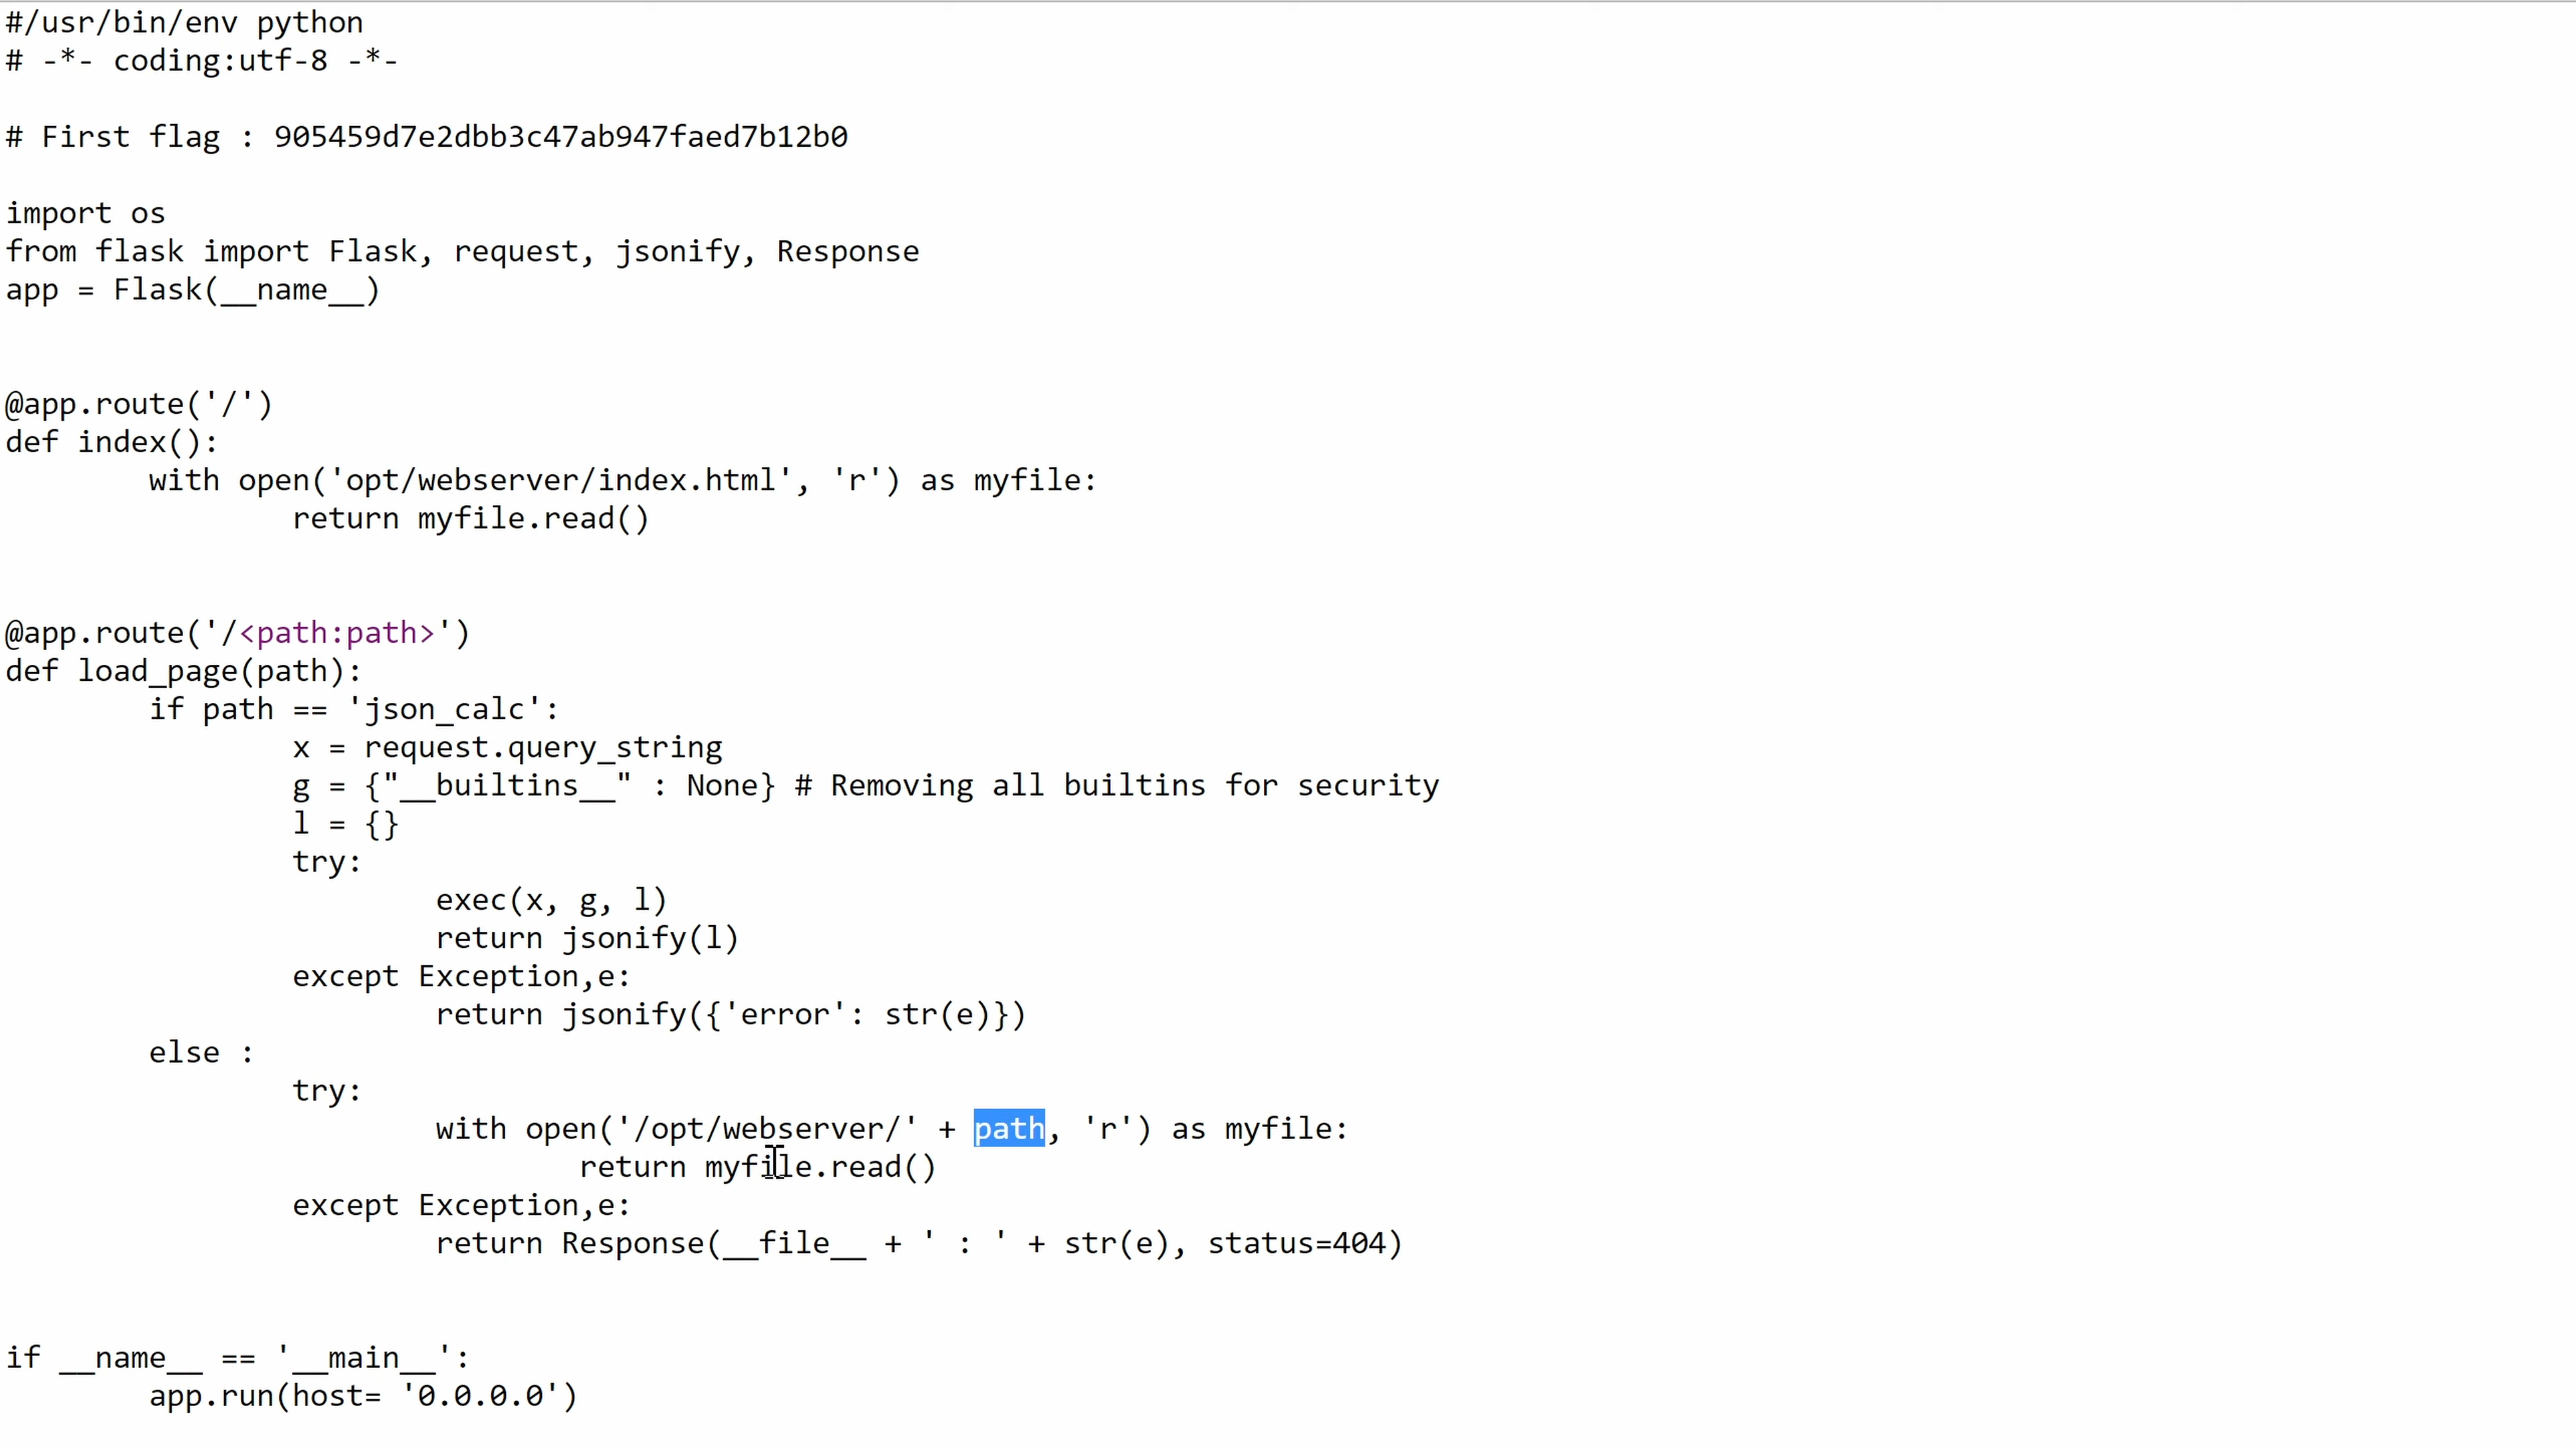 #/usr/bin/env python
# -*- coding:utf-8 -*-
# First flag : 905459d7e2dbb3c47ab947faed7b12b0
import os
from flask import Flask, request, jsonify, Response
app = Flask(__name__)
@app.route('/')
def index():
        with open('opt/webserver/index.html', 'r') as myfile:
                return myfile.read()
@app.route('/<path:path>')
def load_page(path):
        if path == 'json_calc':
                x = request.query_string
                g = {"__builtins__" : None} # Removing all builtins for security
                l = {}
                try:
                        exec(x, g, l)
                        return jsonify(l)
                except Exception,e:
                        return jsonify({'error': str(e)})
        else :
                try:
                        with open('/opt/webserver/' + path, 'r') as myfile:
                                return myfile.read()
                except Exception,e:
                        return Response(__file__ + ' : ' + str(e), status=404)
if __name__ == '__main__':
        app.run(host= '0.0.0.0')